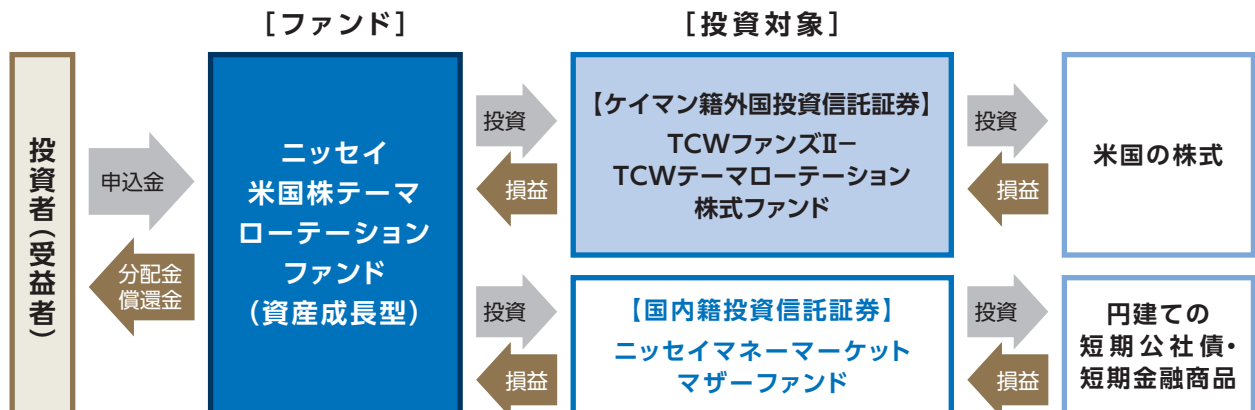 [ファンド]
[投資対象]
投資者(受益者)
申込金
分配金
償還金
ニッセイ
米国株テーマ
ローテーション
ファンド
(資産成長型)
投資
損益
【ケイマン籍外国投資信託証券】
TCWファンズⅡー
TCWテーマローテーション
株式ファンド
投資
損益
米国の株式
投資
損益
【国内籍投資信託証券】
ニッセイマネーマーケット
マザーファンド
投資
損益
円建ての
短期公社債・
短期金融商品